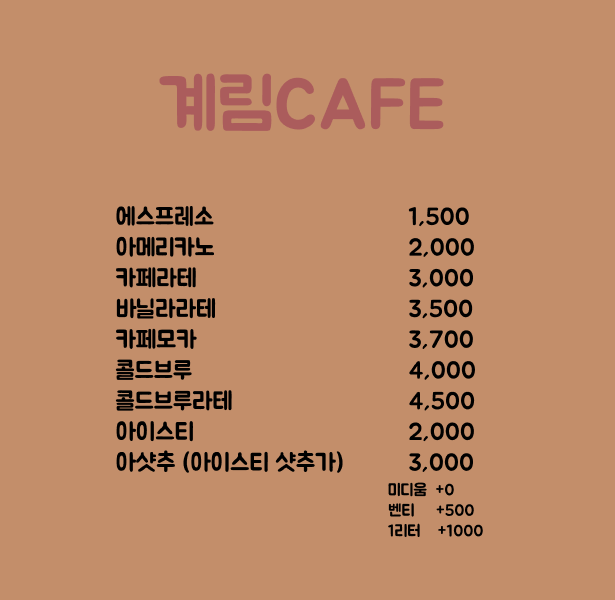 계림CAFE
에스프레소 1,500
아메리카노 2,000
카페라테 3,000
바닐라라테 3,500
카페모카 3,700
콜드브루 4,000
콜드브루라테 4,500
아이스티 2,000
아샷추 (아이스티 샷추가) 3,000
미디움 +0
벤티 +500
1리터 +1000